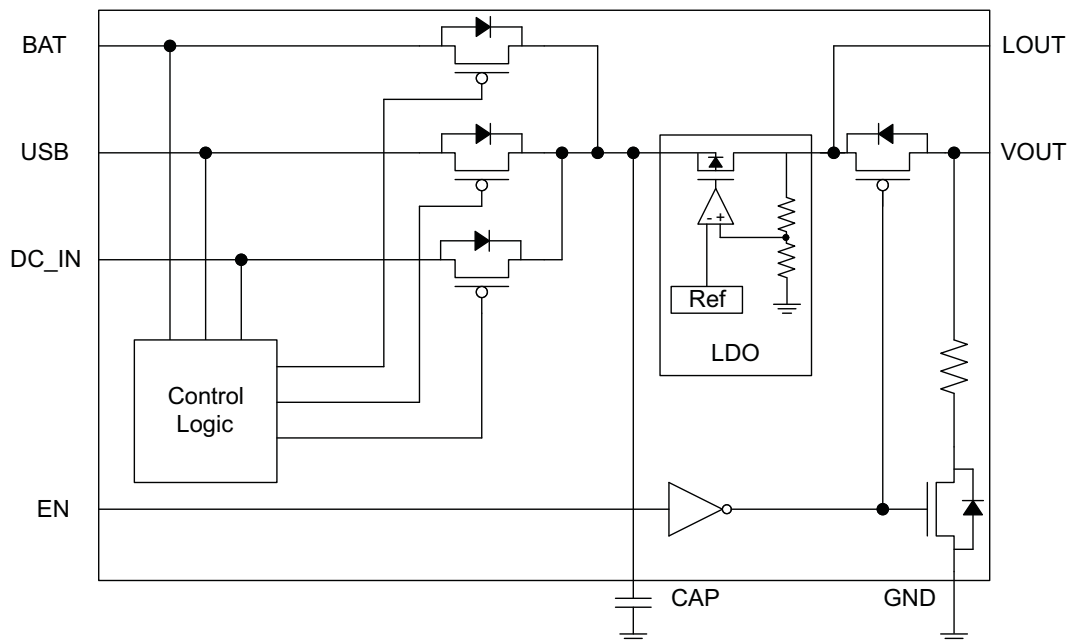 BAT
LOUT
USB
VOUT
- +
DC_IN
Ref
LDO
Control
Logic
EN
CAP
GND